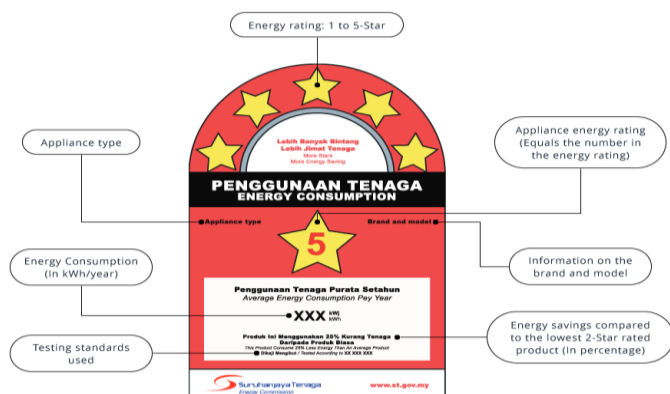 Energy rating: 1 to 5-Star
Appliance type
Appliance energy rating
(Equals the number in
the energy rating)
Lebih Banyak Bintang
Lebih Jimat Tenaga
More Stars
More Energy Saving
PENGGUNAAN TENAGA
ENERGY CONSUMPTION
Appliance type
Brand and model
5
Energy Consumption
(In kWh/year)
Information on the
brand and model
Penggunaan Tenaga Purata Setahun
Average Energy Consumption Pey Year
XXX kWj
kWh
Produk Ini Menggunakan 25% Kurang Tenaga
Daripada Produk Biasa
This Product Consume 25% Less Energy Than An Average Product
Dikaji Mengikut / Tested According to XX XXX XXX
Energy savings compared
to the lowest 2-Star rated
product (In percentage)
Testing standards
used
Suruhanjaya Tenaga
Energy Commission
www.st.gov.my